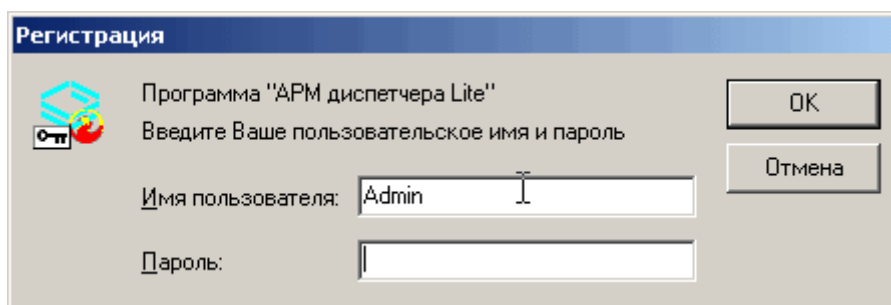 Регистрация
Программа "АРМ диспетчера Lite"
Введите Ваше пользовательское имя и пароль
OK
Отмена
Имя пользователя: Admin
Пароль: